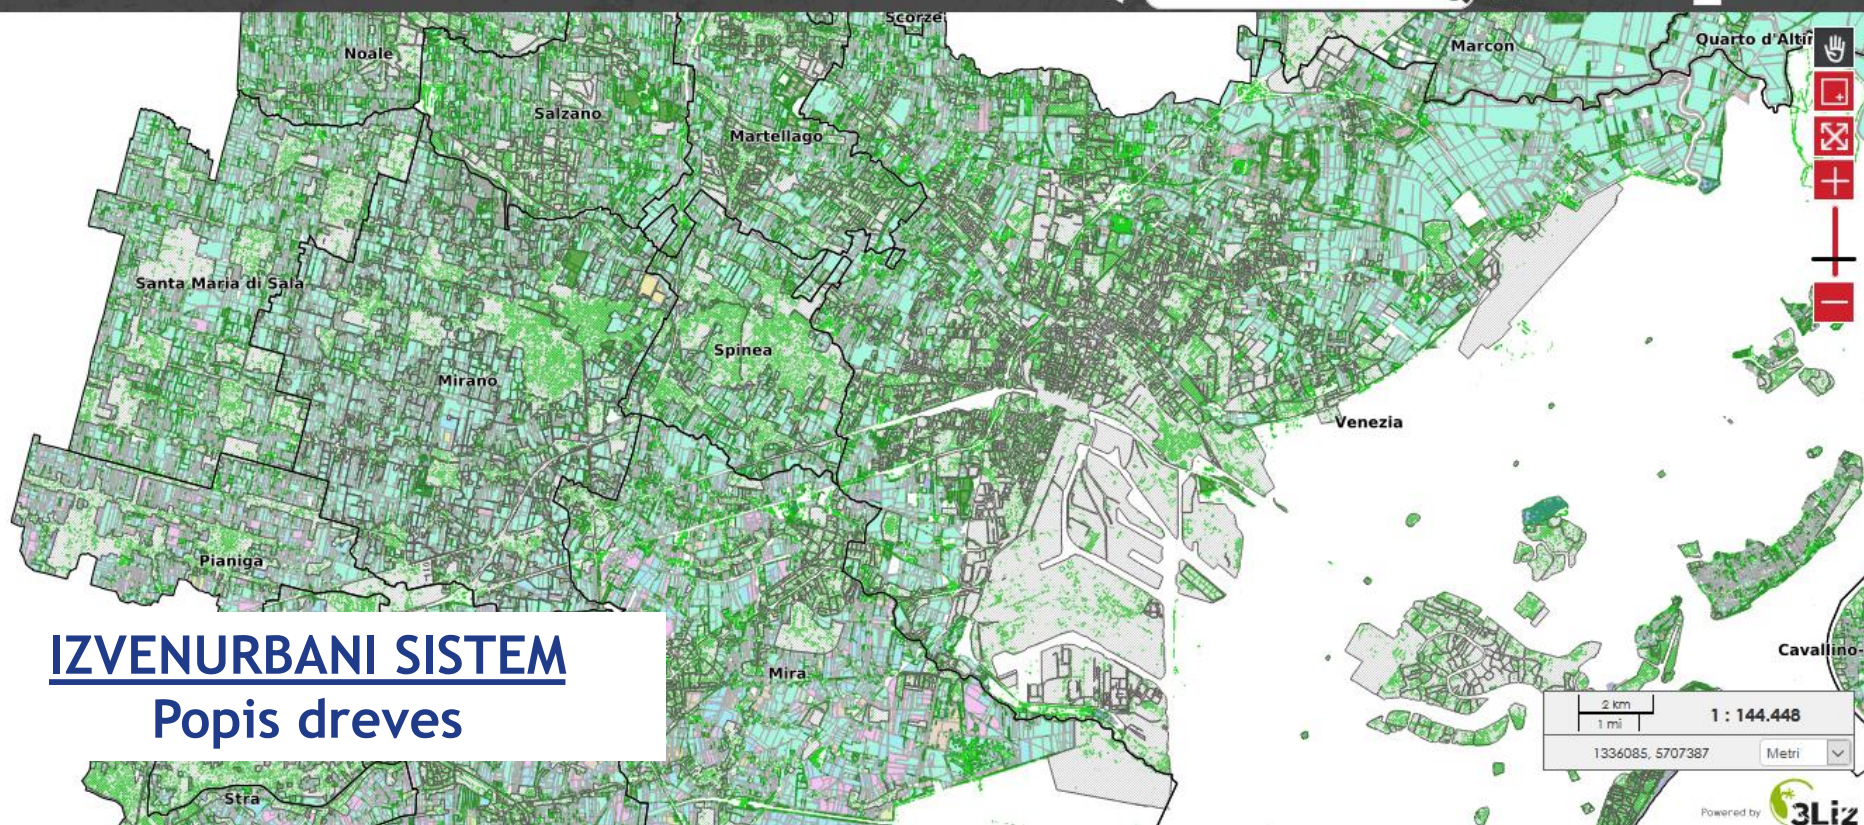 Scorzè
Noale
Marcon
Quarto d'Altin
Salzano
Martellago
Santa Maria di Sala
Spinea
Mirano
Venezia
Pianiga
IZVENURBANI SISTEM
Popis dreves
Mira
Cavallino-
2 km
1 mi
1 : 144.448
1336085, 5707387
Metri
Stra
Powered by
3Liz